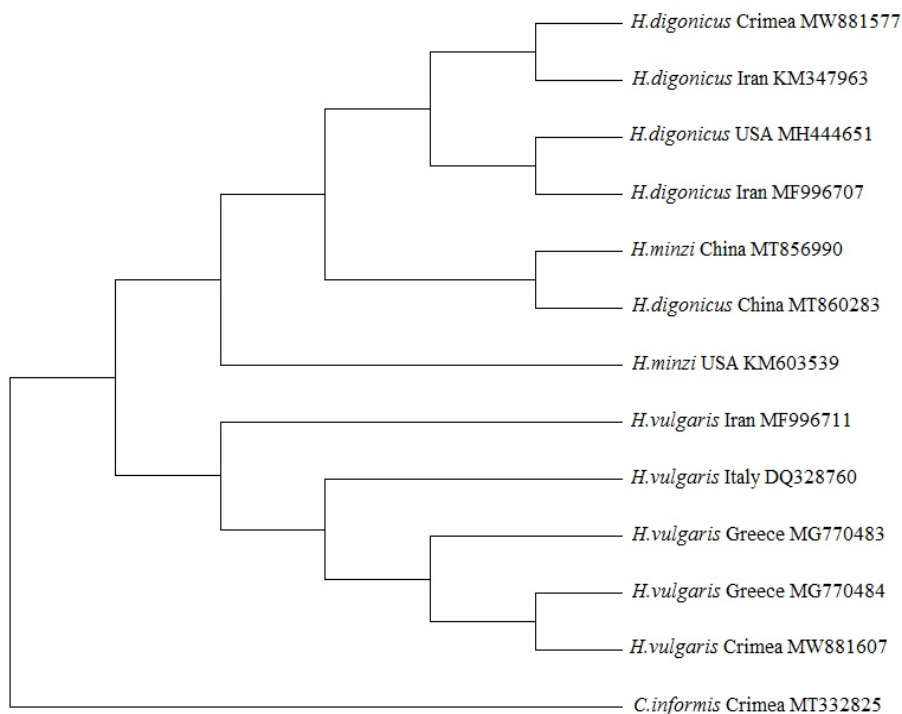 H.digonicus Crimea MW881577
H.digonicus Iran KM347963
H.digonicus USA MH444651
H.digonicus Iran MF996707
H.minzi China MT856990
H.digonicus China MT860283
H.minzi USA KM603539
H.vulgaris Iran MF996711
H.vulgaris Italy DQ328760
H.vulgaris Greece MG770483
H.vulgaris Greece MG770484
H.vulgaris Crimea MW881607
C.informis Crimea MT332825